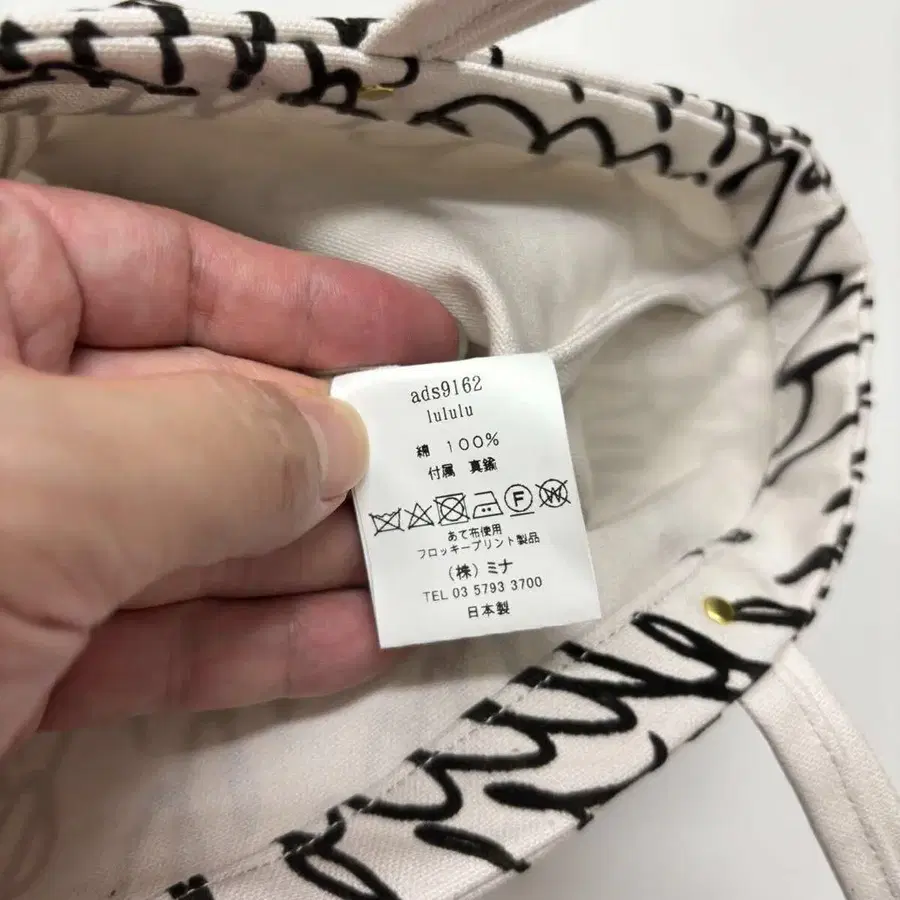 ads9162
lululu
綿 100%
付属 真鍮
F W
あて布使用
フロッキープリント製品
(株)ミナ
TEL 03 5793 3700
日本製